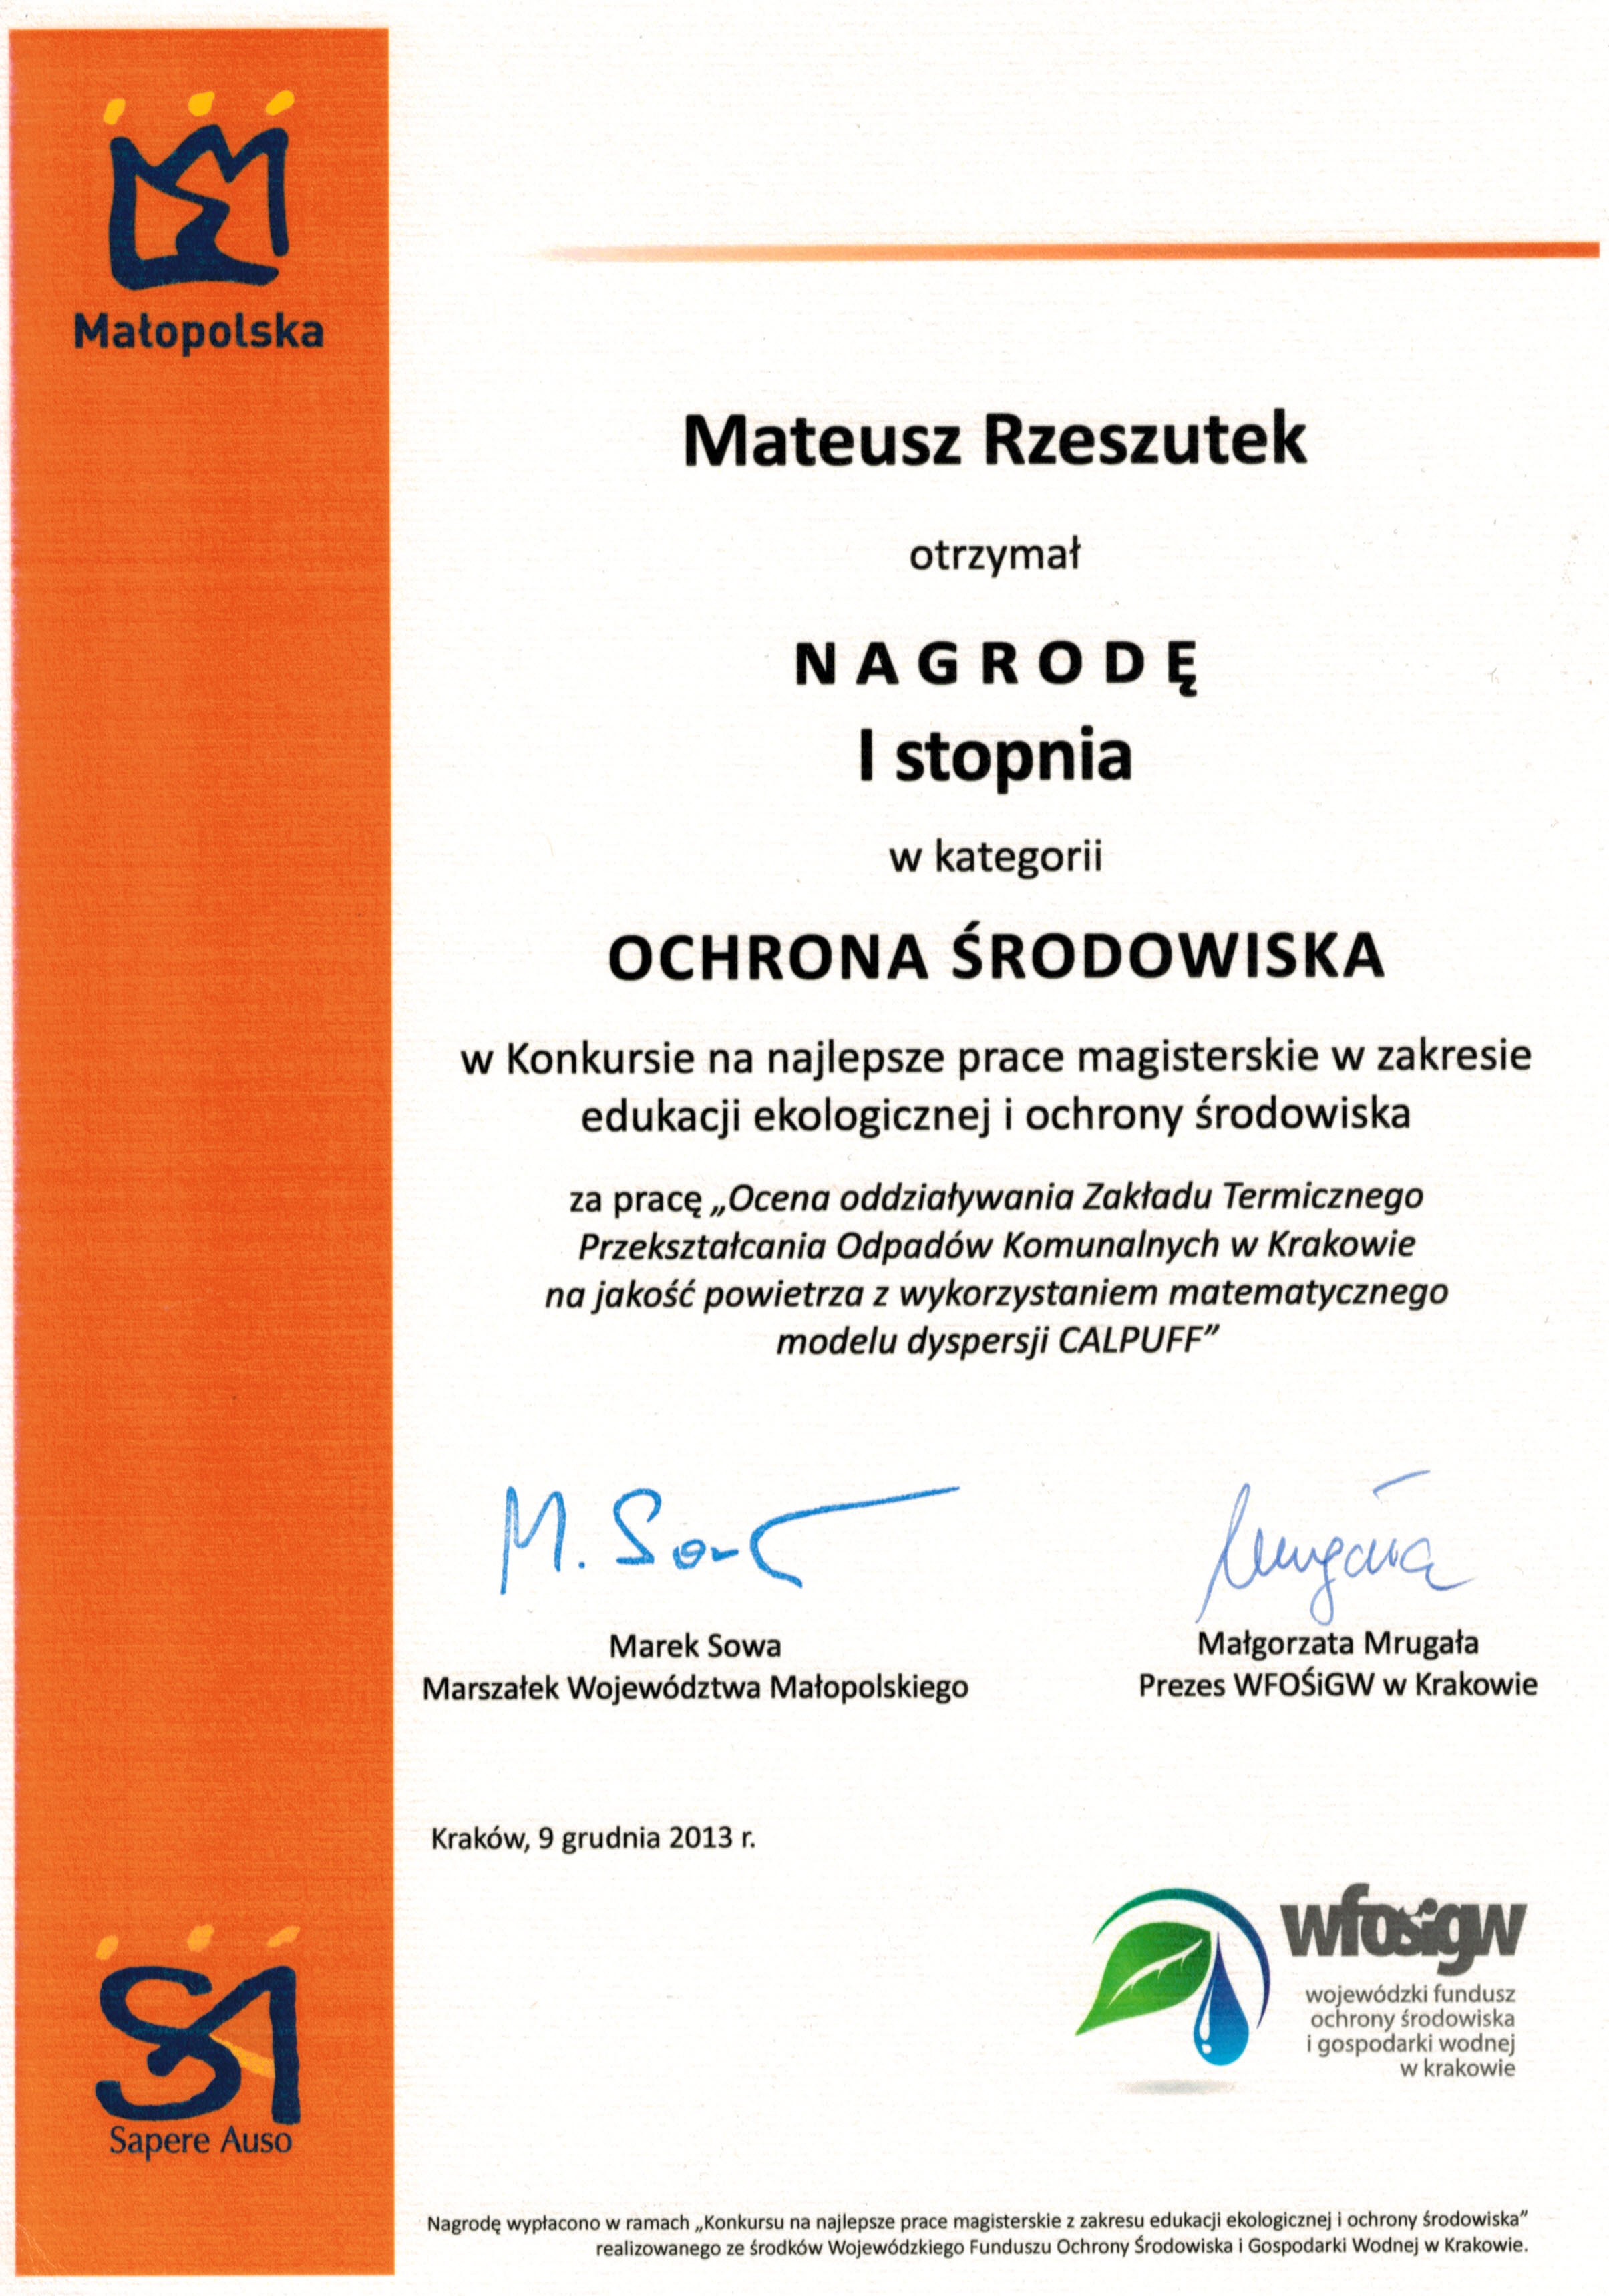 Małopolska
Mateusz Rzeszutek
otrzymał
NAGRODĘ
I stopnia
w kategorii
OCHRONA ŚRODOWISKA
w Konkursie na najlepsze prace magisterskie w zakresie
edukacji ekologicznej i ochrony środowiska
za pracę „Ocena oddziaływania Zakładu Termicznego
Przekształcania Odpadów Komunalnych w Krakowie
na jakość powietrza z wykorzystaniem matematycznego
modelu dyspersji CALPUFF”
M. Sowa
Mrugała
Marek Sowa
Marszałek Województwa Małopolskiego
Małgorzata Mrugała
Prezes WFOŚiGW w Krakowie
Kraków, 9 grudnia 2013 r.
wfośigw
wojewódzki fundusz
ochrony środowiska
i gospodarki wodnej
w krakowie
SA
Sapere Auso
Nagrodę wypłacono w ramach „Konkursu na najlepsze prace magisterskie z zakresu edukacji ekologicznej i ochrony środowiska”
realizowanego ze środków Wojewódzkiego Funduszu Ochrony Środowiska i Gospodarki Wodnej w Krakowie.